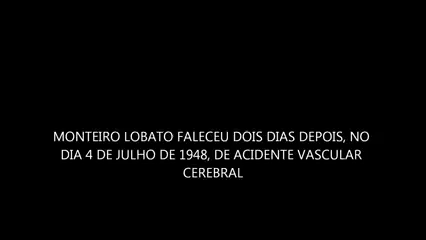 MONTEIRO LOBATO FALECEU DOIS DIAS DEPOIS, NO
DIA 4 DE JULHO DE 1948, DE ACIDENTE VASCULAR
CEREBRAL